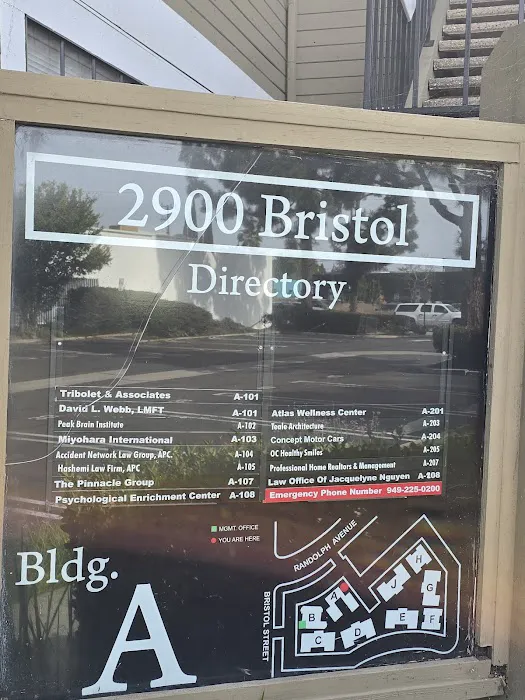 2900 Bristol
Directory
Tribolet & Associates A-101
David L. Webb, LMFT A-101
Peak Brain Institute A-102
Miyohara International A-103
Accident Network Law Group, APC. A-104
Hashemi Law Firm, APC A-105
The Pinnacle Group A-107
Psychological Enrichment Center A-108
Atlas Wellness Center A-201
Teale Architecture A-203
Concept Motor Cars A-204
OC Healthy Smiles A-205
Professional Home Realtors & Management A-207
Law Office Of Jacquelyne Nguyen A-208
Emergency Phone Number 949-225-0200
MGMT. OFFICE
YOU ARE HERE
Bldg.
A
RANDOLPH AVENUE
BRISTOL STREET
A
B
C
D
E
F
G
H
J